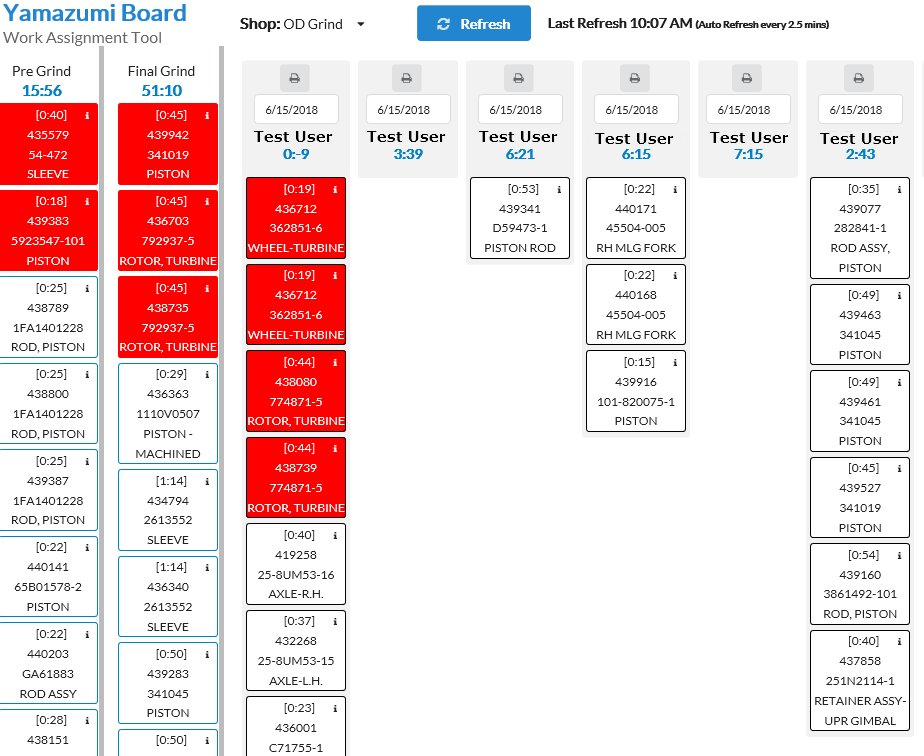 Yamazumi Board
Work Assignment Tool
Shop: OD Grind
Refresh
Last Refresh 10:07 AM (Auto Refresh every 2.5 mins)
Pre Grind
15:56
[0:40] i
435579
54-472
SLEEVE
[0:18] i
439383
5923547-101
PISTON
[0:25] i
438789
1FA1401228
ROD, PISTON
[0:25] i
438800
1FA1401228
ROD, PISTON
[0:25] i
439387
1FA1401228
ROD, PISTON
[0:22] i
440141
65B01578-2
PISTON
[0:22] i
440203
GA61883
ROD ASSY
[0:28] i
438151
Final Grind
51:10
[0:45] i
439942
341019
PISTON
[0:45] i
436703
792937-5
ROTOR, TURBINE
[0:45] i
438735
792937-5
ROTOR, TURBINE
[0:29] i
436363
1110V0507
PISTON -
MACHINED
[1:14] i
434794
2613552
SLEEVE
[1:14] i
436340
2613552
SLEEVE
[0:50] i
439283
341045
PISTON
[0:50] i
6/15/2018
Test User
0:-9
[0:19] i
436712
362851-6
WHEEL-TURBINE
[0:19] i
436712
362851-6
WHEEL-TURBINE
[0:44] i
438080
774871-5
ROTOR, TURBINE
[0:44] i
438739
774871-5
ROTOR, TURBINE
[0:40] i
419258
25-8UM53-16
AXLE-R.H.
[0:37] i
432268
25-8UM53-15
AXLE-L.H.
[0:23] i
436001
C71755-1
6/15/2018
Test User
3:39
6/15/2018
Test User
6:21
[0:53] i
439341
D59473-1
PISTON ROD
6/15/2018
Test User
6:15
[0:22] i
440171
45504-005
RH MLG FORK
[0:22] i
440168
45504-005
RH MLG FORK
[0:15] i
439916
101-820075-1
PISTON
6/15/2018
Test User
7:15
6/15/2018
Test User
2:43
[0:35] i
439077
282841-1
ROD ASSY,
PISTON
[0:49] i
439463
341045
PISTON
[0:49] i
439461
341045
PISTON
[0:45] i
439527
341019
PISTON
[0:54] i
439160
3861492-101
ROD, PISTON
[0:40] i
437858
251N2114-1
RETAINER ASSY-
UPR GIMBAL